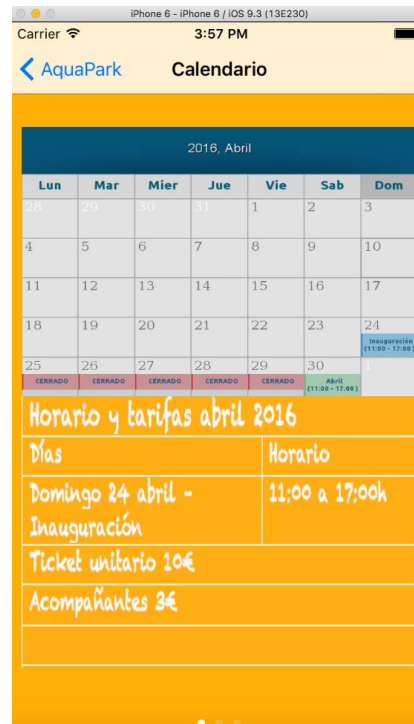 iPhone 6 - iPhone 6 / iOS 9.3 (13E230)
Carrier 3:57 PM
AquaPark Calendario
2016, Abril
Lun Mar Mier Jue Vie Sab Dom
28 29 30 31 1 2 3
4 5 6 7 8 9 10
11 12 13 14 15 16 17
18 19 20 21 22 23 24
Inauguración
(11:00 - 17:00)
25 26 27 28 29 30 1
CERRADO CERRADO CERRADO CERRADO CERRADO Abril
(11:00 - 17:00)
Horario y tarifas abril 2016
Días Horario
Domingo 24 abril - 11:00 a 17:00h
Inauguración
Ticket unitario 10€
Acompañantes 3€